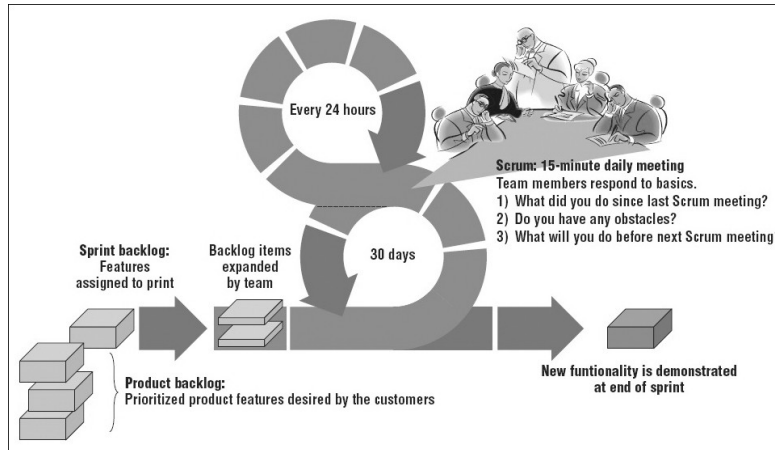 Every 24 hours
Scrum: 15-minute daily meeting
Team members respond to basics.
1) What did you do since last Scrum meeting?
2) Do you have any obstacles?
3) What will you do before next Scrum meeting
30 days
Sprint backlog:
Features
assigned to print
Backlog items
expanded
by team
Product backlog:
Prioritized product features desired by the customers
New funtionality is demonstrated
at end of sprint